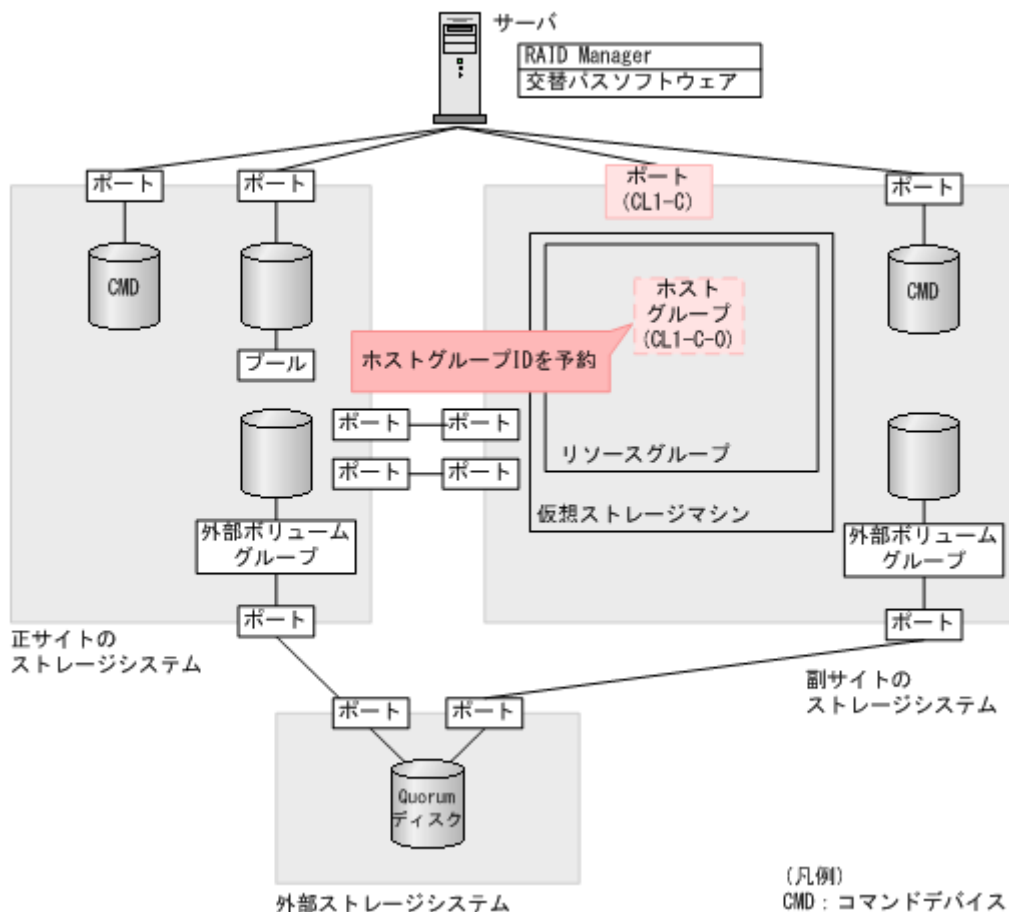 サーバ
RAID Manager
交替パスソフトウェア
ポート
ポート
ポート
(CL1-C)
ポート
CMD
プール
ホスト
グループ
(CL1-C-0)
CMD
ホストグループIDを予約
ポート
ポート
ポート
ポート
リソースグループ
仮想ストレージマシン
外部ボリューム
グループ
外部ボリューム
グループ
ポート
ポート
正サイトの
ストレージシステム
副サイトの
ストレージシステム
ポート
ポート
Quorum
ディスク
外部ストレージシステム
(凡例)
CMD : コマンドデバイス